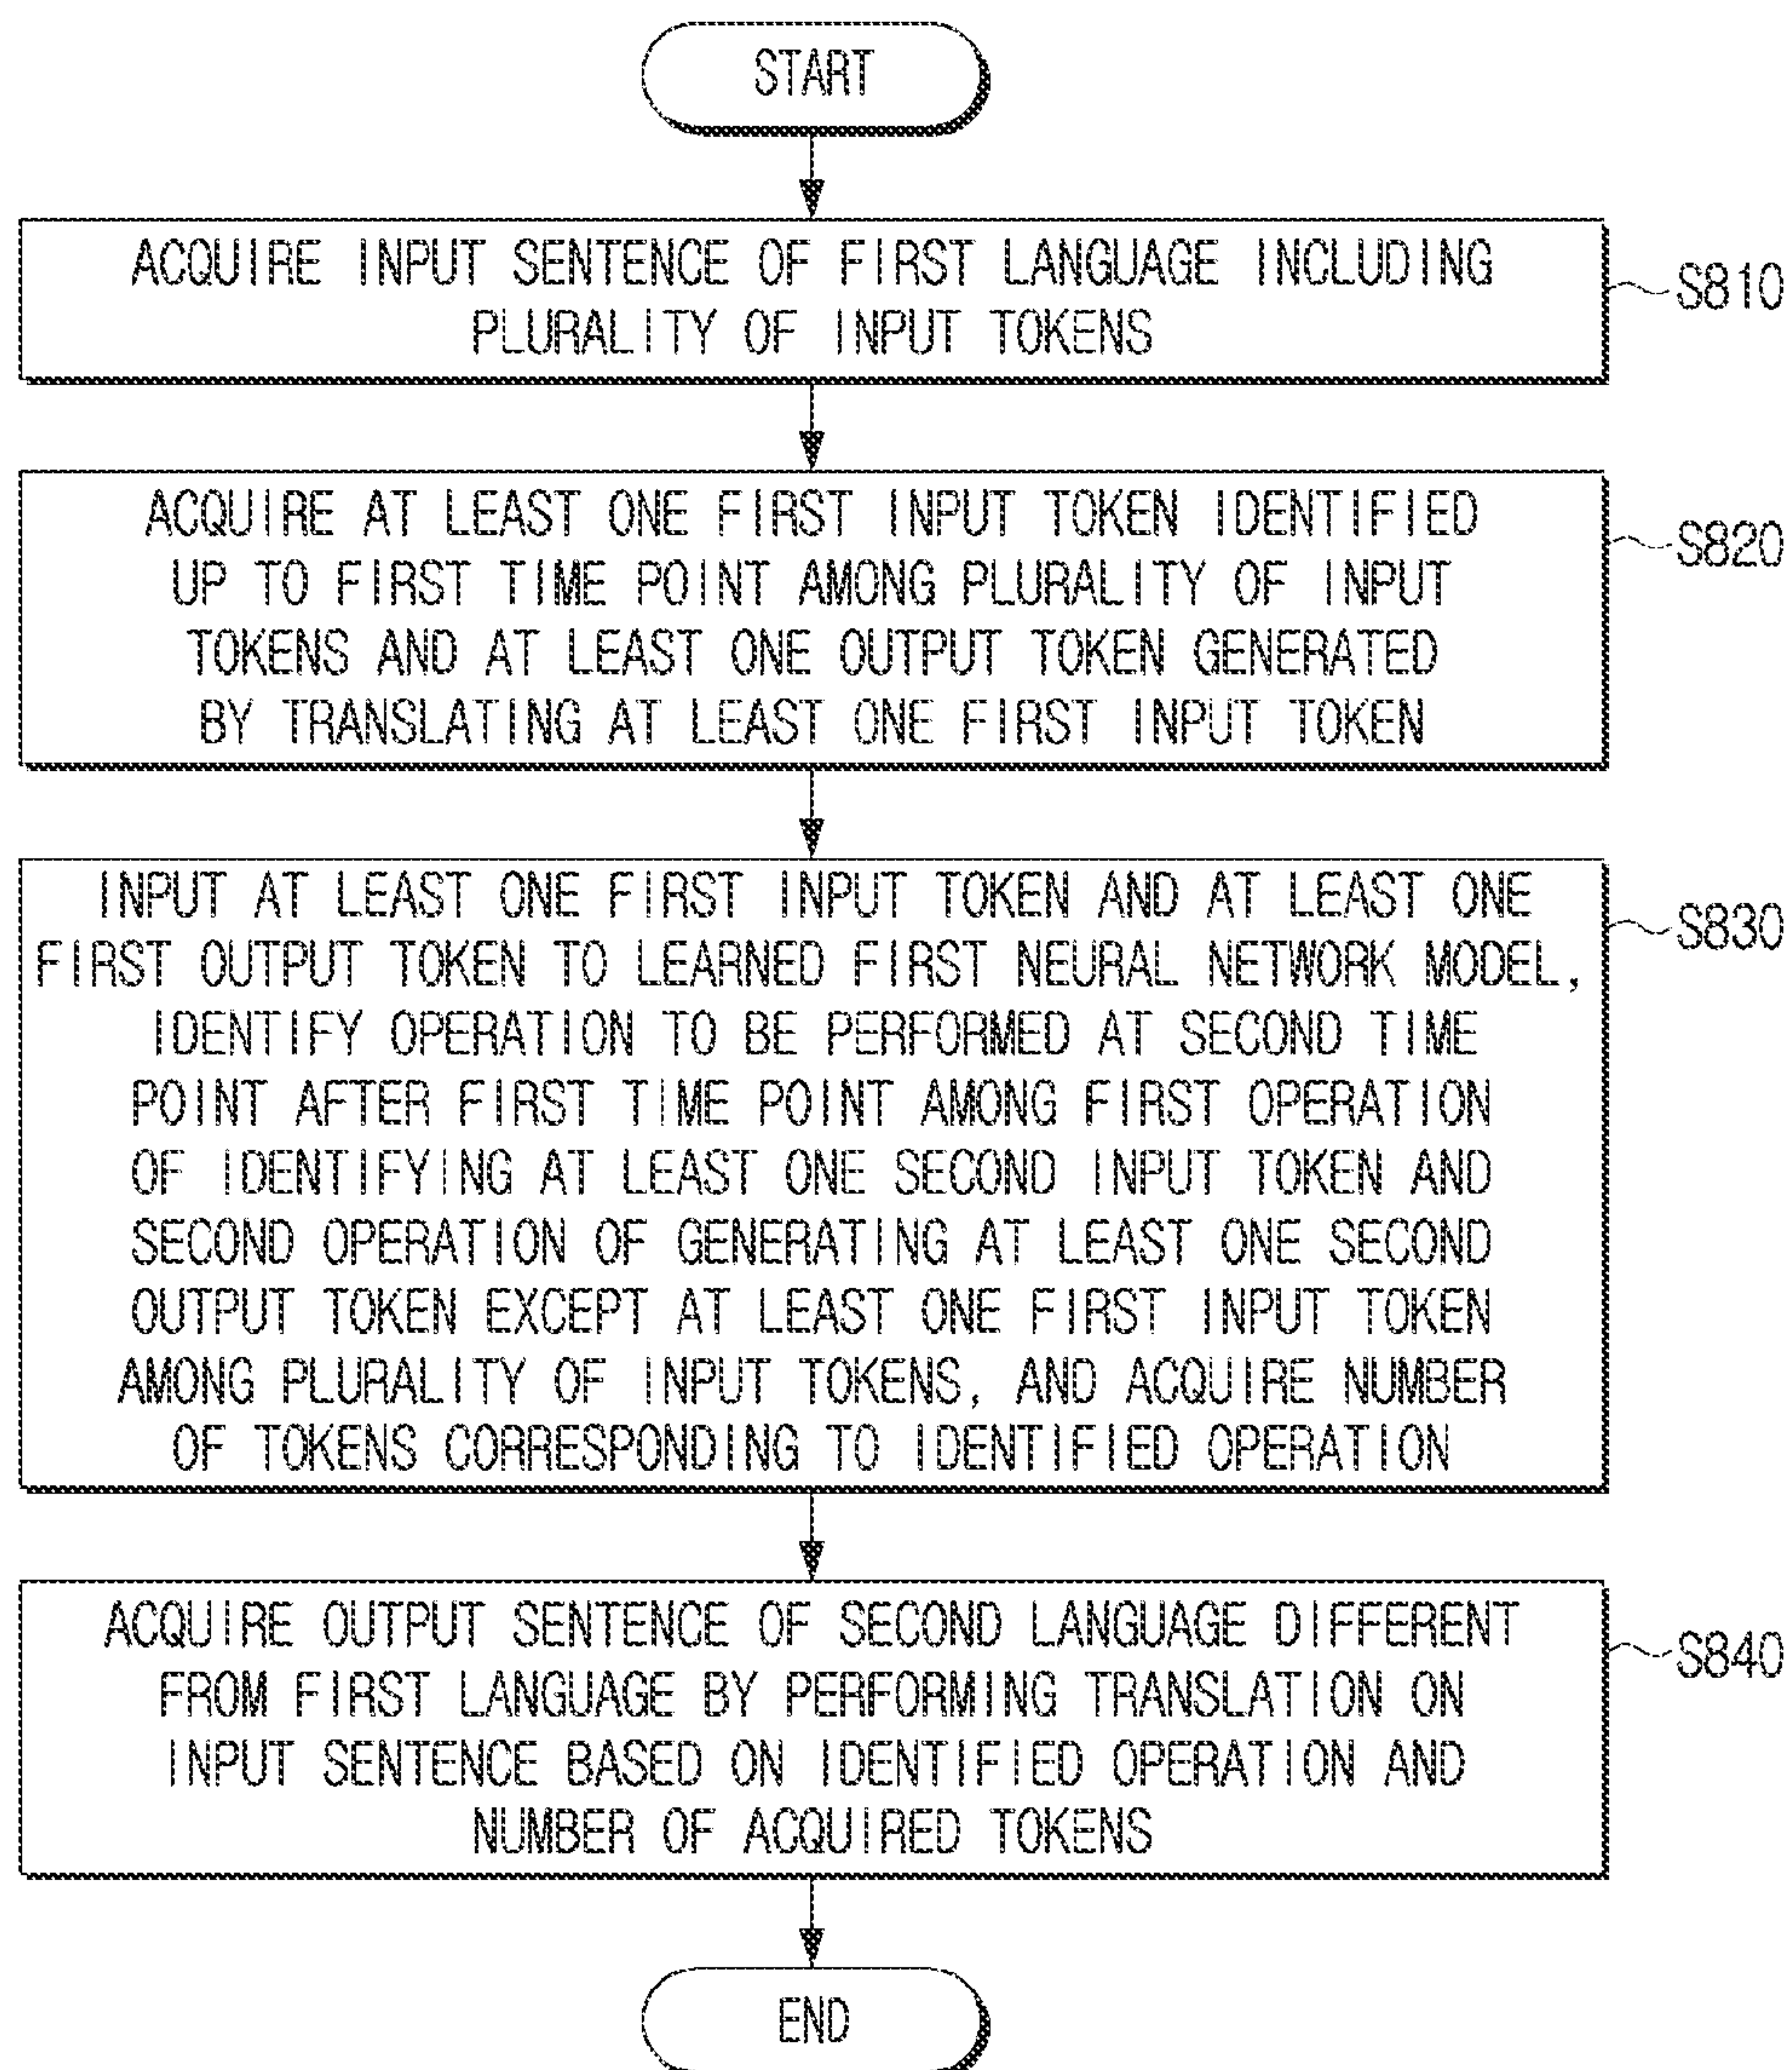 START
ACQUIRE INPUT SENTENCE OF FIRST LANGUAGE INCLUDING
PLURALITY OF INPUT TOKENS
S810
ACQUIRE AT LEAST ONE FIRST INPUT TOKEN IDENTIFIED
UP TO FIRST TIME POINT AMONG PLURALITY OF INPUT
TOKENS AND AT LEAST ONE OUTPUT TOKEN GENERATED
BY TRANSLATING AT LEAST ONE FIRST INPUT TOKEN
S820
INPUT AT LEAST ONE FIRST INPUT TOKEN AND AT LEAST ONE
FIRST OUTPUT TOKEN TO LEARNED FIRST NEURAL NETWORK MODEL,
IDENTIFY OPERATION TO BE PERFORMED AT SECOND TIME
POINT AFTER FIRST TIME POINT AMONG FIRST OPERATION
OF IDENTIFYING AT LEAST ONE SECOND INPUT TOKEN AND
SECOND OPERATION OF GENERATING AT LEAST ONE SECOND
OUTPUT TOKEN EXCEPT AT LEAST ONE FIRST INPUT TOKEN
AMONG PLURALITY OF INPUT TOKENS, AND ACQUIRE NUMBER
OF TOKENS CORRESPONDING TO IDENTIFIED OPERATION
S830
ACQUIRE OUTPUT SENTENCE OF SECOND LANGUAGE DIFFERENT
FROM FIRST LANGUAGE BY PERFORMING TRANSLATION ON
INPUT SENTENCE BASED ON IDENTIFIED OPERATION AND
NUMBER OF ACQUIRED TOKENS
S840
END